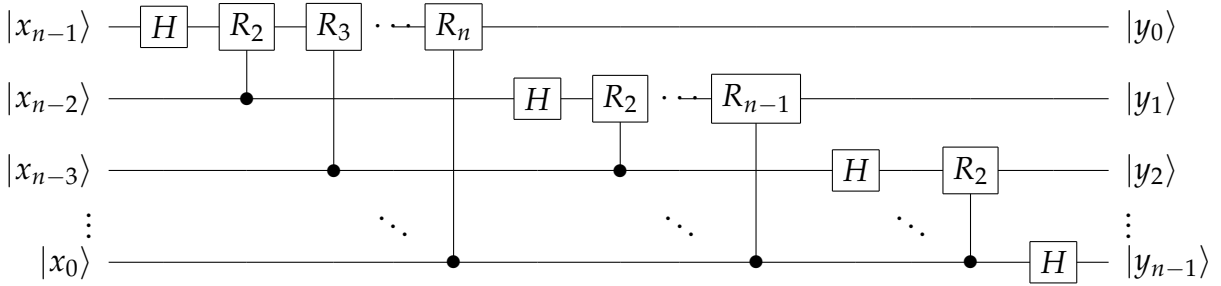 |x_{n−1}⟩ H R_2 R_3 ⋯ R_n |y_0⟩
|x_{n−2}⟩ H R_2 ⋯ R_{n−1} |y_1⟩
|x_{n−3}⟩ H R_2 |y_2⟩
⋮ ⋱ ⋱ ⋱ ⋮
|x_0⟩ H |y_{n−1}⟩